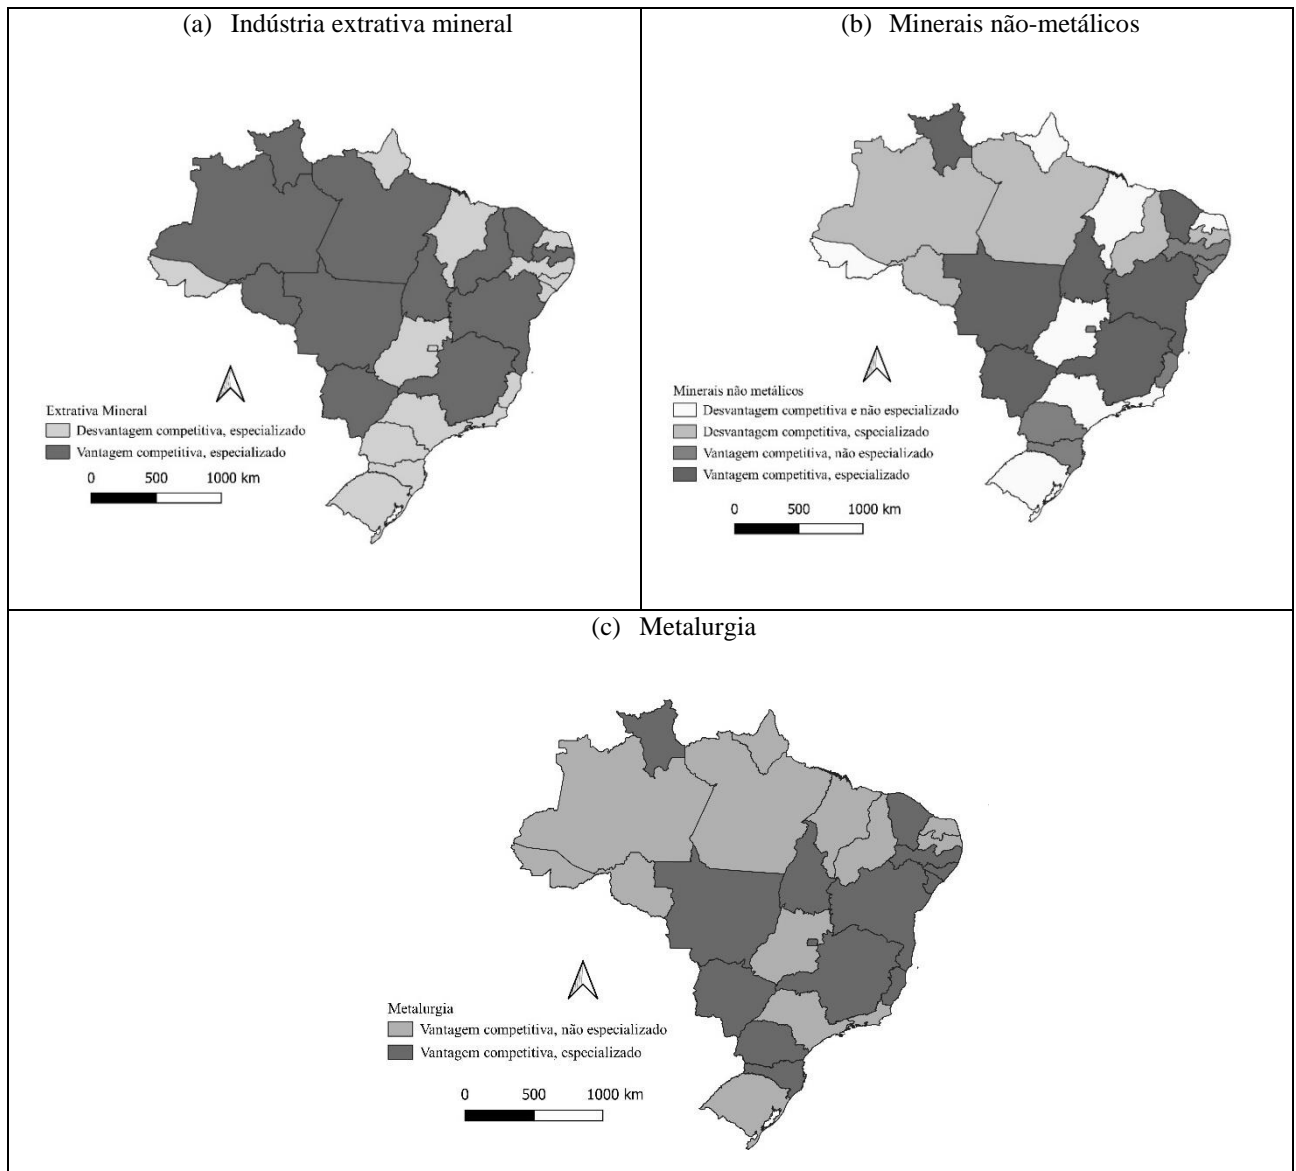 (a) Indústria extrativa mineral
Extrativa Mineral
Desvantagem competitiva, especializado
Vantagem competitiva, especializado
0 500 1000 km
(b) Minerais não-metálicos
Minerais não metálicos
Desvantagem competitiva e não especializado
Desvantagem competitiva, especializado
Vantagem competitiva, não especializado
Vantagem competitiva, especializado
0 500 1000 km
(c) Metalurgia
Metalurgia
Vantagem competitiva, não especializado
Vantagem competitiva, especializado
0 500 1000 km